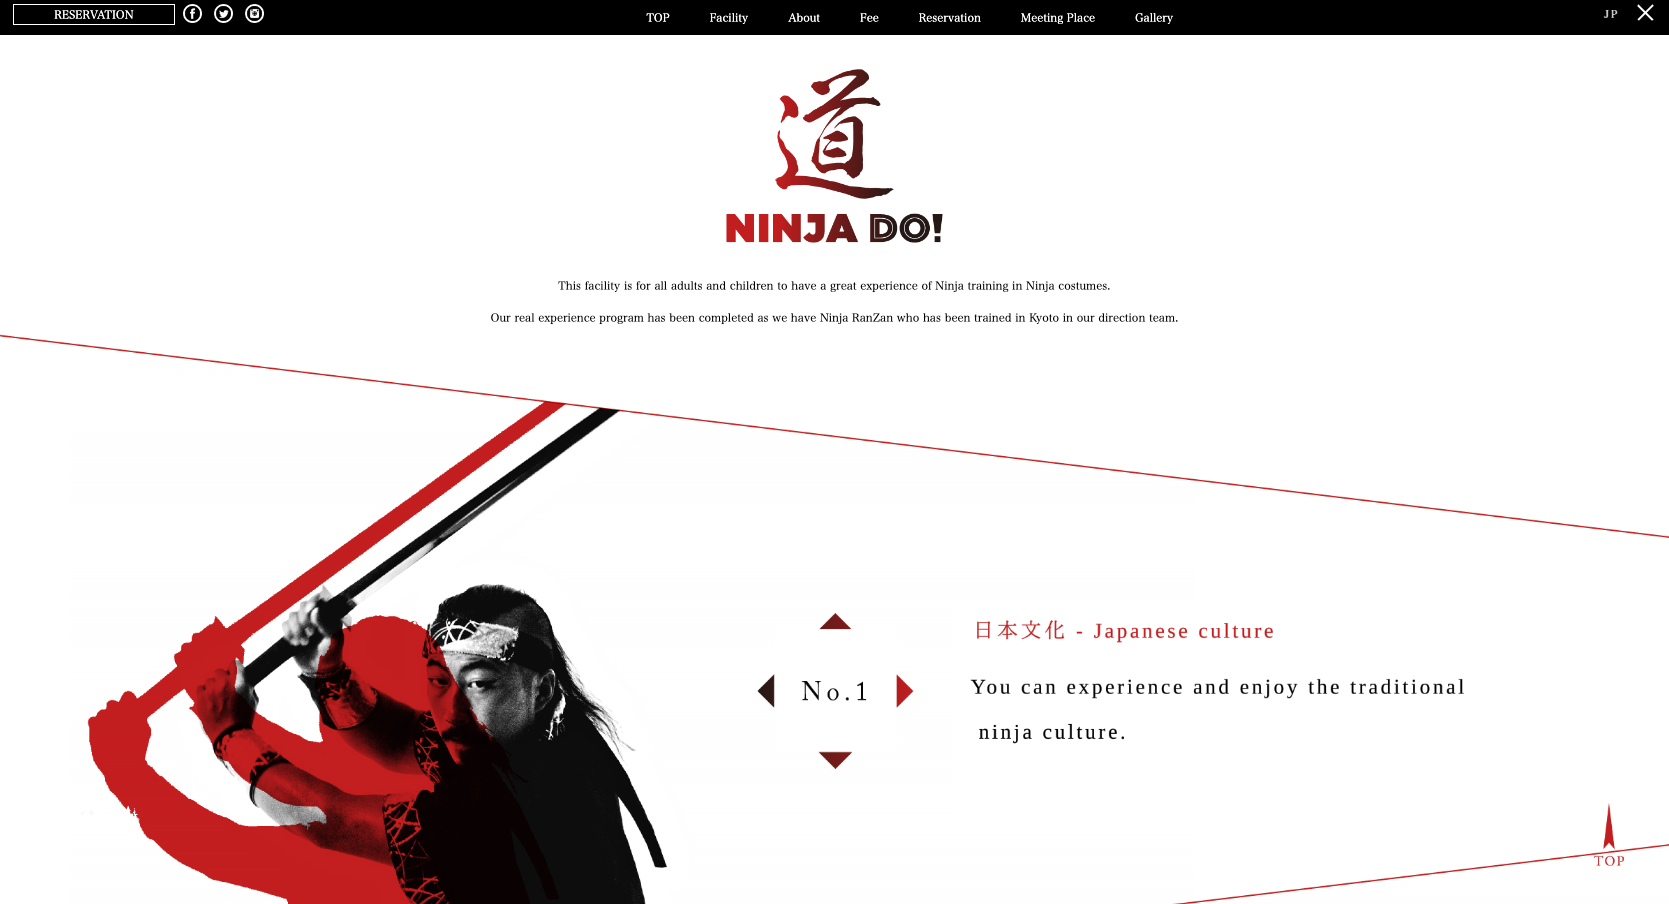 RESERVATION
TOP Facility About Fee Reservation Meeting Place Gallery
JP
道
NINJA DO!
This facility is for all adults and children to have a great experience of Ninja training in Ninja costumes.
Our real experience program has been completed as we have Ninja RanZan who has been trained in Kyoto in our direction team.
No.1
日本文化 - Japanese culture
You can experience and enjoy the traditional
ninja culture.
TOP